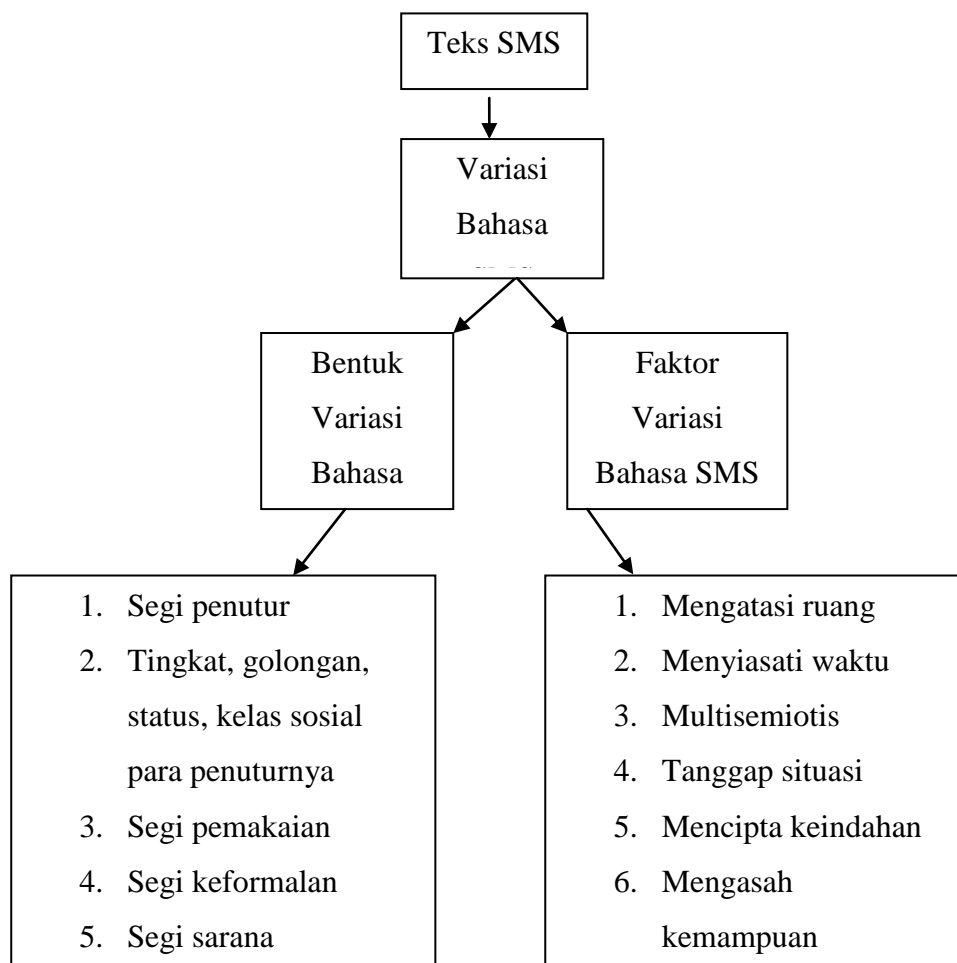 Teks SMS
Variasi
Bahasa
Bentuk
Variasi
Bahasa
Faktor
Variasi
Bahasa SMS
1. Segi penutur
2. Tingkat, golongan,
status, kelas sosial
para penuturnya
3. Segi pemakaian
4. Segi keformalan
5. Segi sarana
1. Mengatasi ruang
2. Menyiasati waktu
3. Multisemiotis
4. Tanggap situasi
5. Mencipta keindahan
6. Mengasah
kemampuan